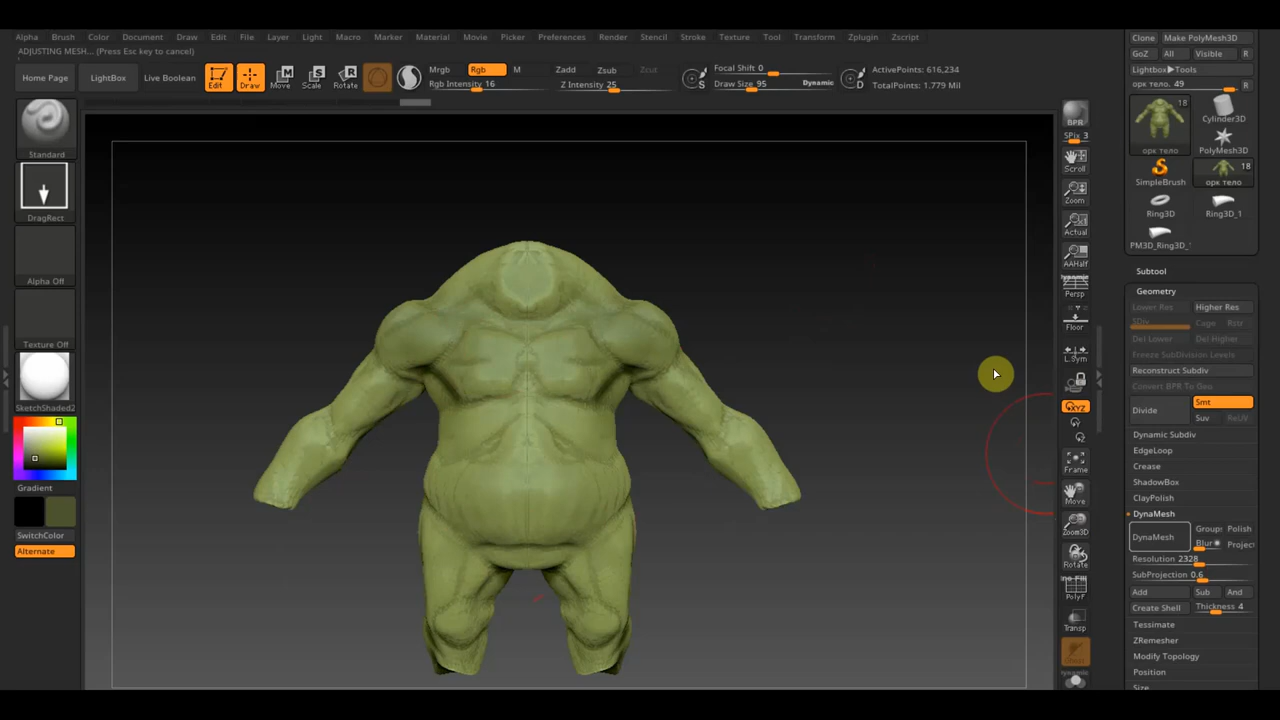 Alpha Brush Color Document Draw Edit File Layer Light Macro Marker Material Movie Picker Preferences Render Stencil Stroke Texture Tool Transform Zplugin Zscript
ADJUSTING MESH... (Press Esc key to cancel)
Home Page
LightBox
Live Boolean
Edit
Draw
Move
Scale
Rotate
Mrgb Rgb M
Rgb Intensity 16
Zadd Zsub Zcut
Z Intensity 25
S
Focal Shift 0
Draw Size 95 Dynamic
D
ActivePoints: 616,234
TotalPoints: 1.779 Mil
Standard
DragRect
Alpha Off
Texture Off
SketchShaded2
Gradient
SwitchColor
Alternate
BPR
SPix 3
Scroll
Zoom
Actual
AAHalf
Dynamic
Persp
Floor
L.Sym
XYZ
Frame
Move
Zoom3D
Rotate
PolyF
Transp
Dynamic
Clone Make PolyMesh3D
GoZ All Visible R
Lightbox▶Tools
орк тело. 49 R
18
орк тело
Cylinder3D
PolyMesh3D
SimpleBrush
18
орк тело
Ring3D
Ring3D_1
PM3D_Ring3D_
Subtool
Geometry
Lower Res Higher Res
SDiv Cage Rstr
Del Lower Del Higher
Freeze SubDivision Levels
Reconstruct Subdiv
Convert BPR To Geo
Divide
Smt
Suv ReUV
Dynamic Subdiv
EdgeLoop
Crease
ShadowBox
ClayPolish
DynaMesh
DynaMesh
Groups Polish
Blur Projec
Resolution 2328
SubProjection 0.6
Add Sub And
Create Shell Thickness 4
Tessimate
ZRemesher
Modify Topology
Position
Size